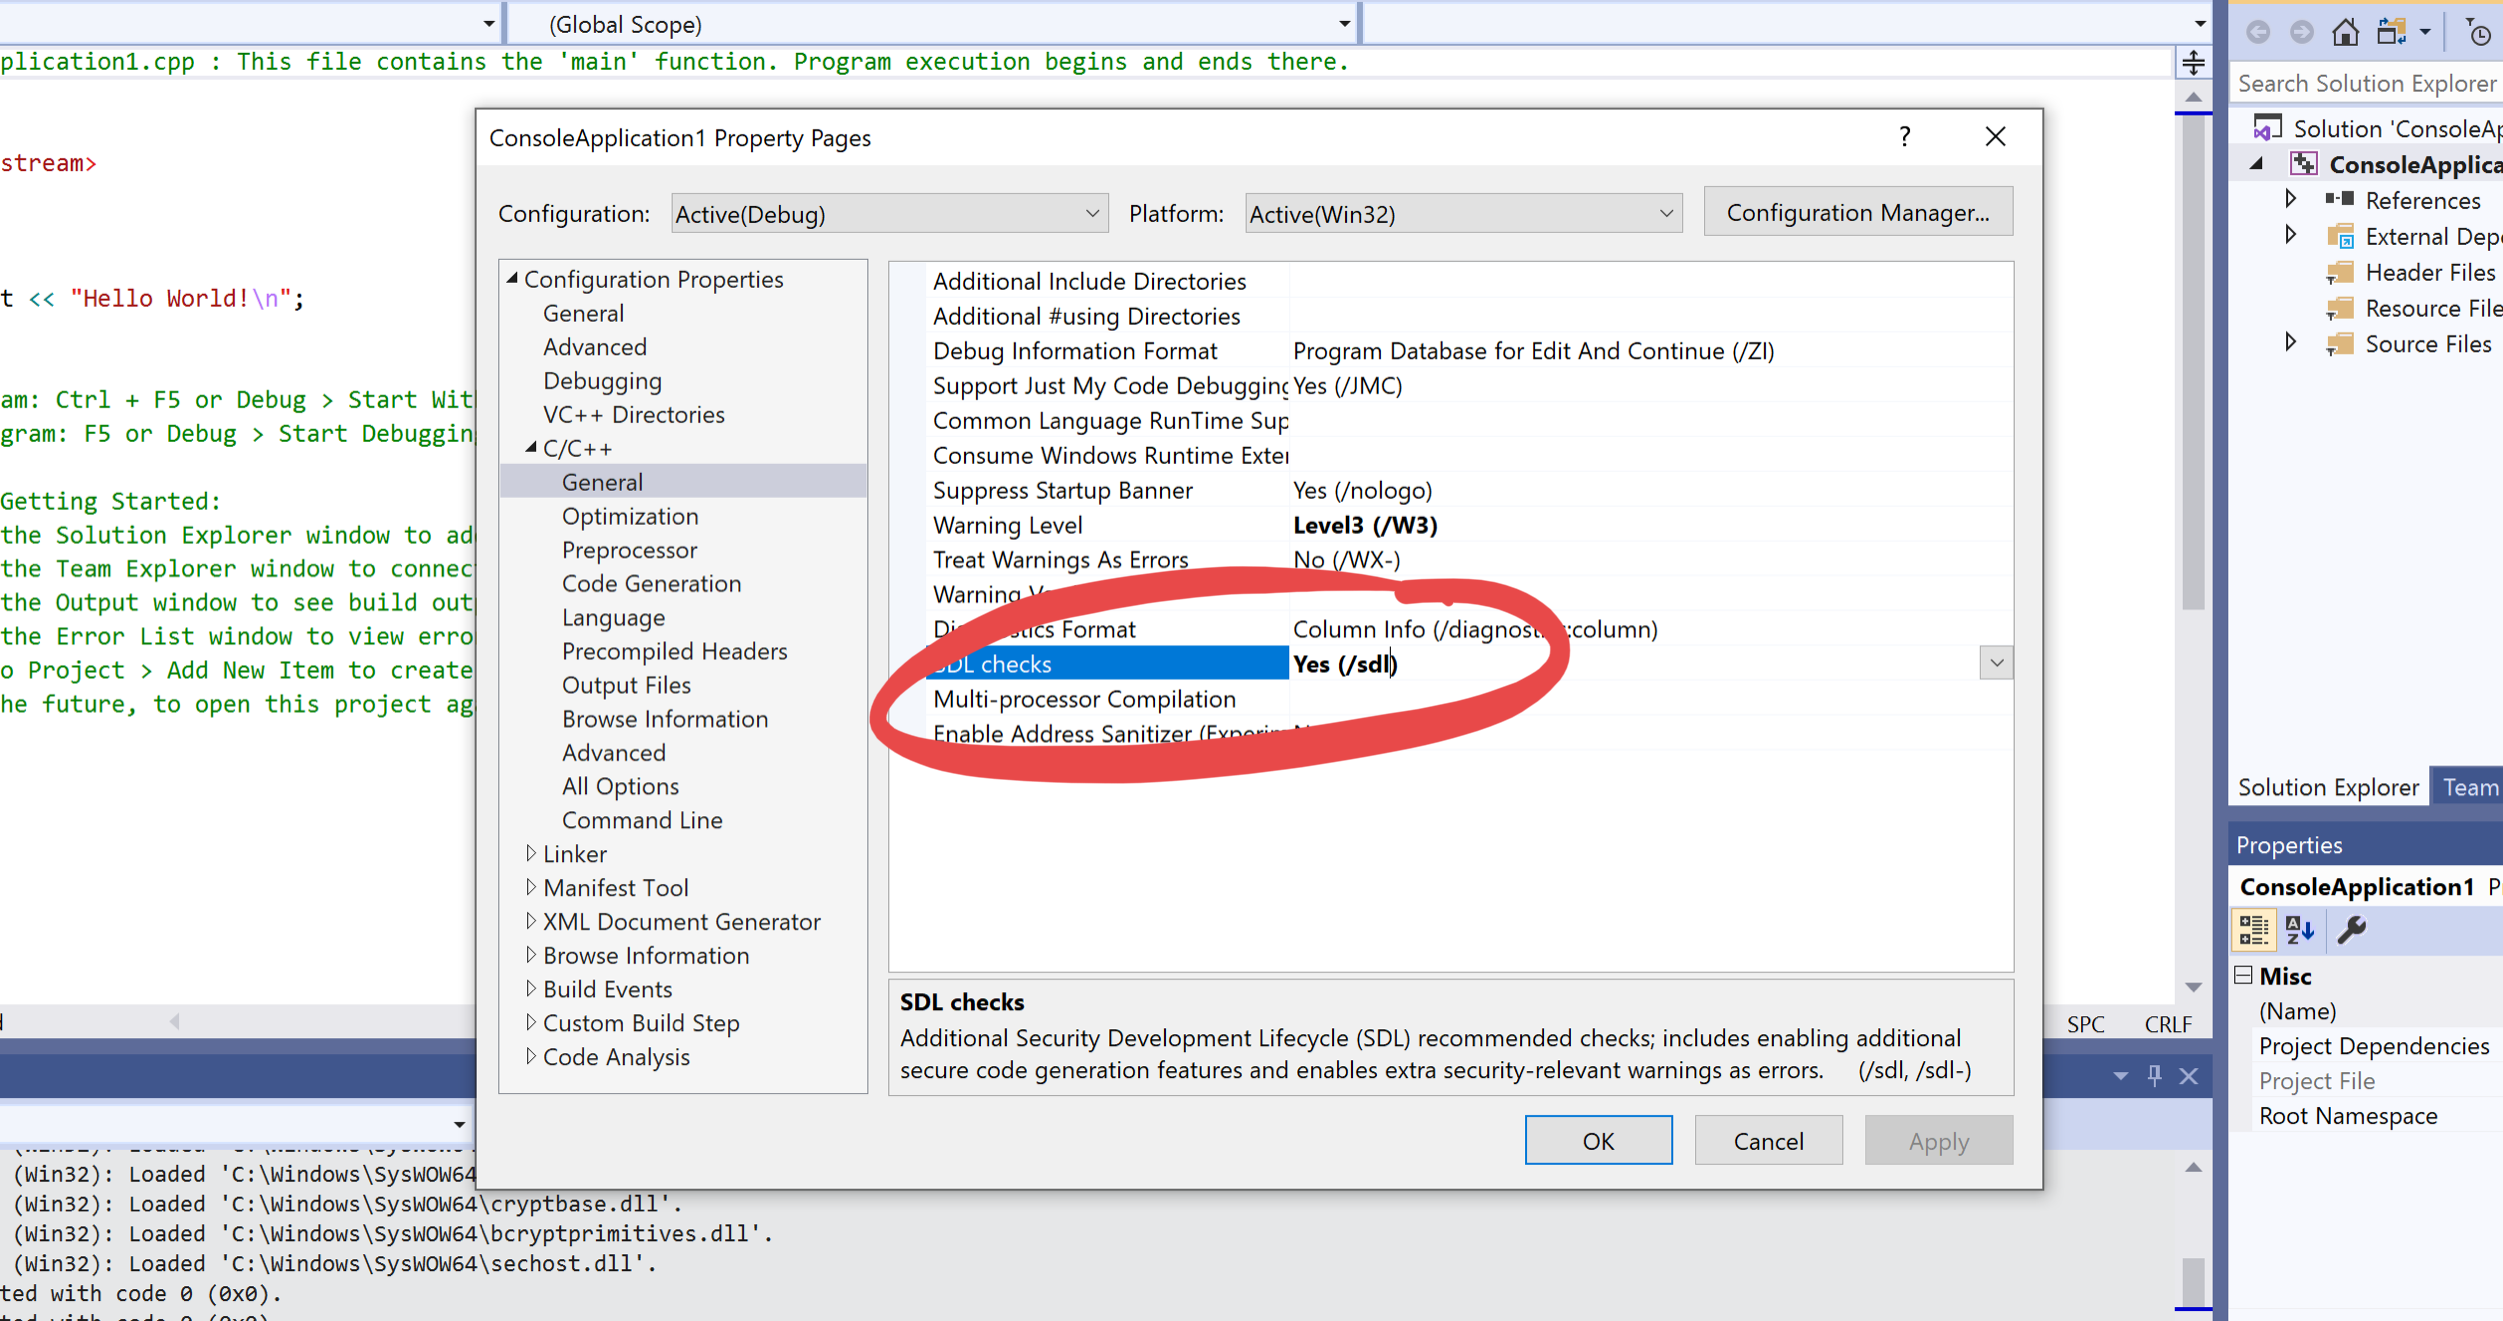 (Global Scope)
plication1.cpp : This file contains the 'main' function. Program execution begins and ends there.
stream>
t << "Hello World!\n";
am: Ctrl + F5 or Debug > Start Wit
gram: F5 or Debug > Start Debuggin
Getting Started:
the Solution Explorer window to ad
the Team Explorer window to connec
the Output window to see build out
the Error List window to view erro
o Project > Add New Item to create
he future, to open this project ag
ConsoleApplication1 Property Pages
?
Configuration: Active(Debug) Platform: Active(Win32) Configuration Manager...
Configuration Properties
General
Advanced
Debugging
VC++ Directories
C/C++
General
Optimization
Preprocessor
Code Generation
Language
Precompiled Headers
Output Files
Browse Information
Advanced
All Options
Command Line
Linker
Manifest Tool
XML Document Generator
Browse Information
Build Events
Custom Build Step
Code Analysis
Additional Include Directories
Additional #using Directories
Debug Information Format Program Database for Edit And Continue (/ZI)
Support Just My Code Debugging Yes (/JMC)
Common Language RunTime Sup
Consume Windows Runtime Exter
Suppress Startup Banner Yes (/nologo)
Warning Level Level3 (/W3)
Treat Warnings As Errors No (/WX-)
Warning
Format Column Info (/diagnostics:column)
SDL checks Yes (/sdl)
Multi-processor Compilation
Enable Address Sanitizer (Experim
SDL checks
Additional Security Development Lifecycle (SDL) recommended checks; includes enabling additional
secure code generation features and enables extra security-relevant warnings as errors. (/sdl, /sdl-)
OK Cancel Apply
SPC CRLF
(Win32): Loaded 'C:\Windows\SysWOW64
(Win32): Loaded 'C:\Windows\SysWOW64\cryptbase.dll'.
(Win32): Loaded 'C:\Windows\SysWOW64\bcryptprimitives.dll'.
(Win32): Loaded 'C:\Windows\SysWOW64\sechost.dll'.
ted with code 0 (0x0).
ted with code 0 (0x0).
Search Solution Explorer
Solution 'ConsoleAp
ConsoleApplica
References
External Depe
Header Files
Resource File
Source Files
Solution Explorer Team
Properties
ConsoleApplication1 P
Misc
(Name)
Project Dependencies
Project File
Root Namespace